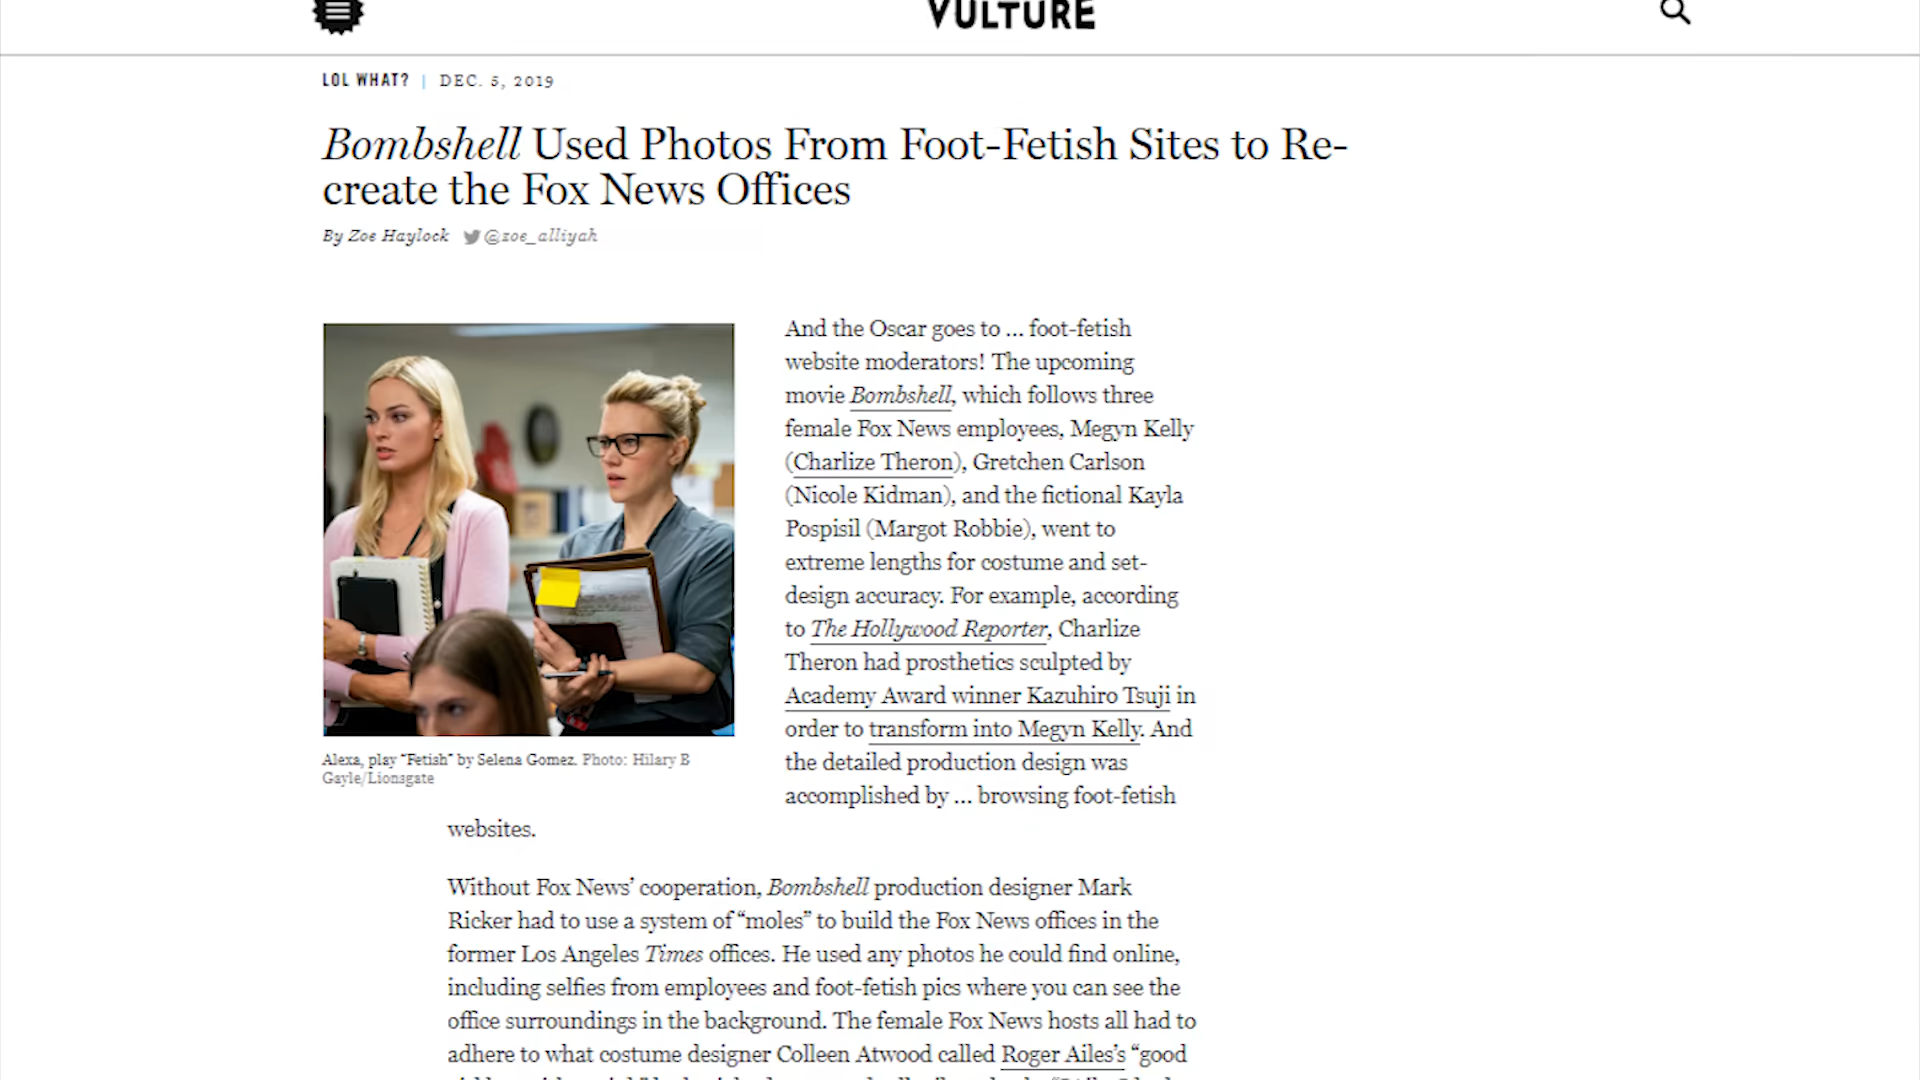 VULTURE
LOL WHAT? | DEC. 5, 2019
Bombshell Used Photos From Foot-Fetish Sites to Re-
create the Fox News Offices
By Zoe Haylock @zoe_alliyah
And the Oscar goes to … foot-fetish
website moderators! The upcoming
movie Bombshell, which follows three
female Fox News employees, Megyn Kelly
(Charlize Theron), Gretchen Carlson
(Nicole Kidman), and the fictional Kayla
Pospisil (Margot Robbie), went to
extreme lengths for costume and set-
design accuracy. For example, according
to The Hollywood Reporter, Charlize
Theron had prosthetics sculpted by
Academy Award winner Kazuhiro Tsuji in
order to transform into Megyn Kelly. And
the detailed production design was
accomplished by … browsing foot-fetish
websites.
Alexa, play “Fetish” by Selena Gomez. Photo: Hilary B
Gayle/Lionsgate
Without Fox News’ cooperation, Bombshell production designer Mark
Ricker had to use a system of “moles” to build the Fox News offices in the
former Los Angeles Times offices. He used any photos he could find online,
including selfies from employees and foot-fetish pics where you can see the
office surroundings in the background. The female Fox News hosts all had to
adhere to what costume designer Colleen Atwood called Roger Ailes’s “good